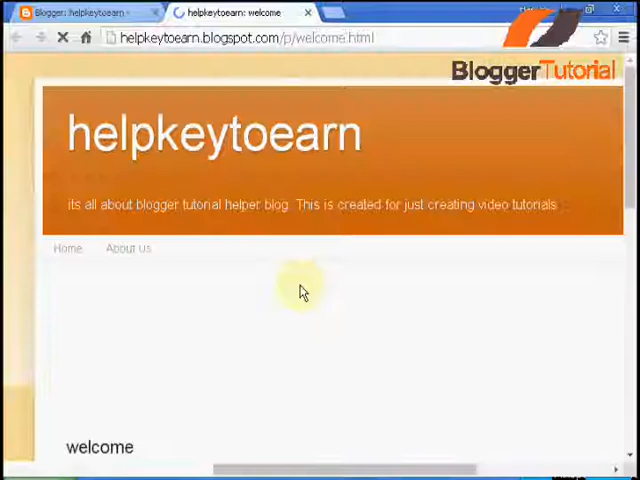 Blogger: helpkeytoearn -
helpkeytoearn: welcome
helpkeytoearn.blogspot.com/p/welcome.html
BloggerTutorial
helpkeytoearn
its all about blogger tutorial helper blog. This is created for just creating video tutorials
Home About us
welcome